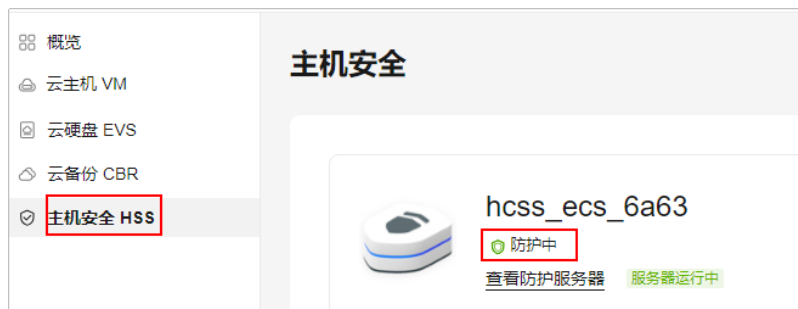 概览
云主机 VM
云硬盘 EVS
云备份 CBR
主机安全 HSS
主机安全
hcss_ecs_6a63
防护中
查看防护服务器 服务器运行中